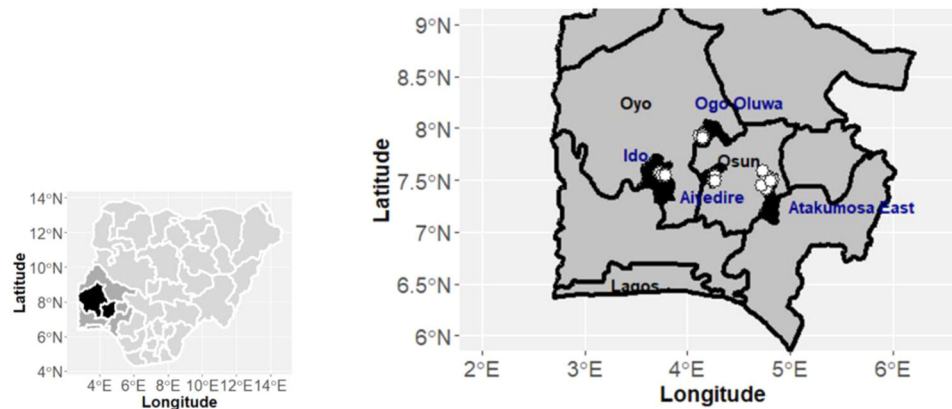 14°N
12°N
10°N
8°N
6°N
4°N
Latitude
4°E 6°E 8°E 10°E 12°E 14°E
Longitude
9°N
8.5°N
8°N
7.5°N
7°N
6.5°N
6°N
Latitude
Oyo
Ogo Oluwa
Ido
Osun
Aiyedire
Atakumosa East
Lagos
2°E 3°E 4°E 5°E 6°E
Longitude